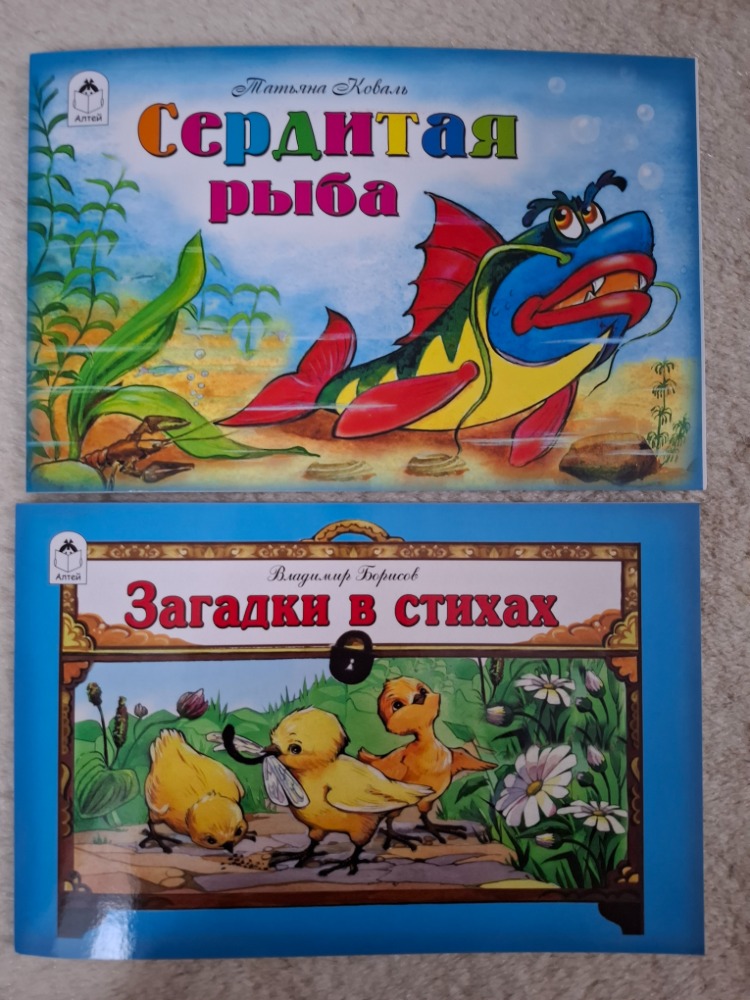 Алтей
Татьяна Коваль
Сердитая
рыба
Алтей
Владимир Борисов
Загадки в стихах